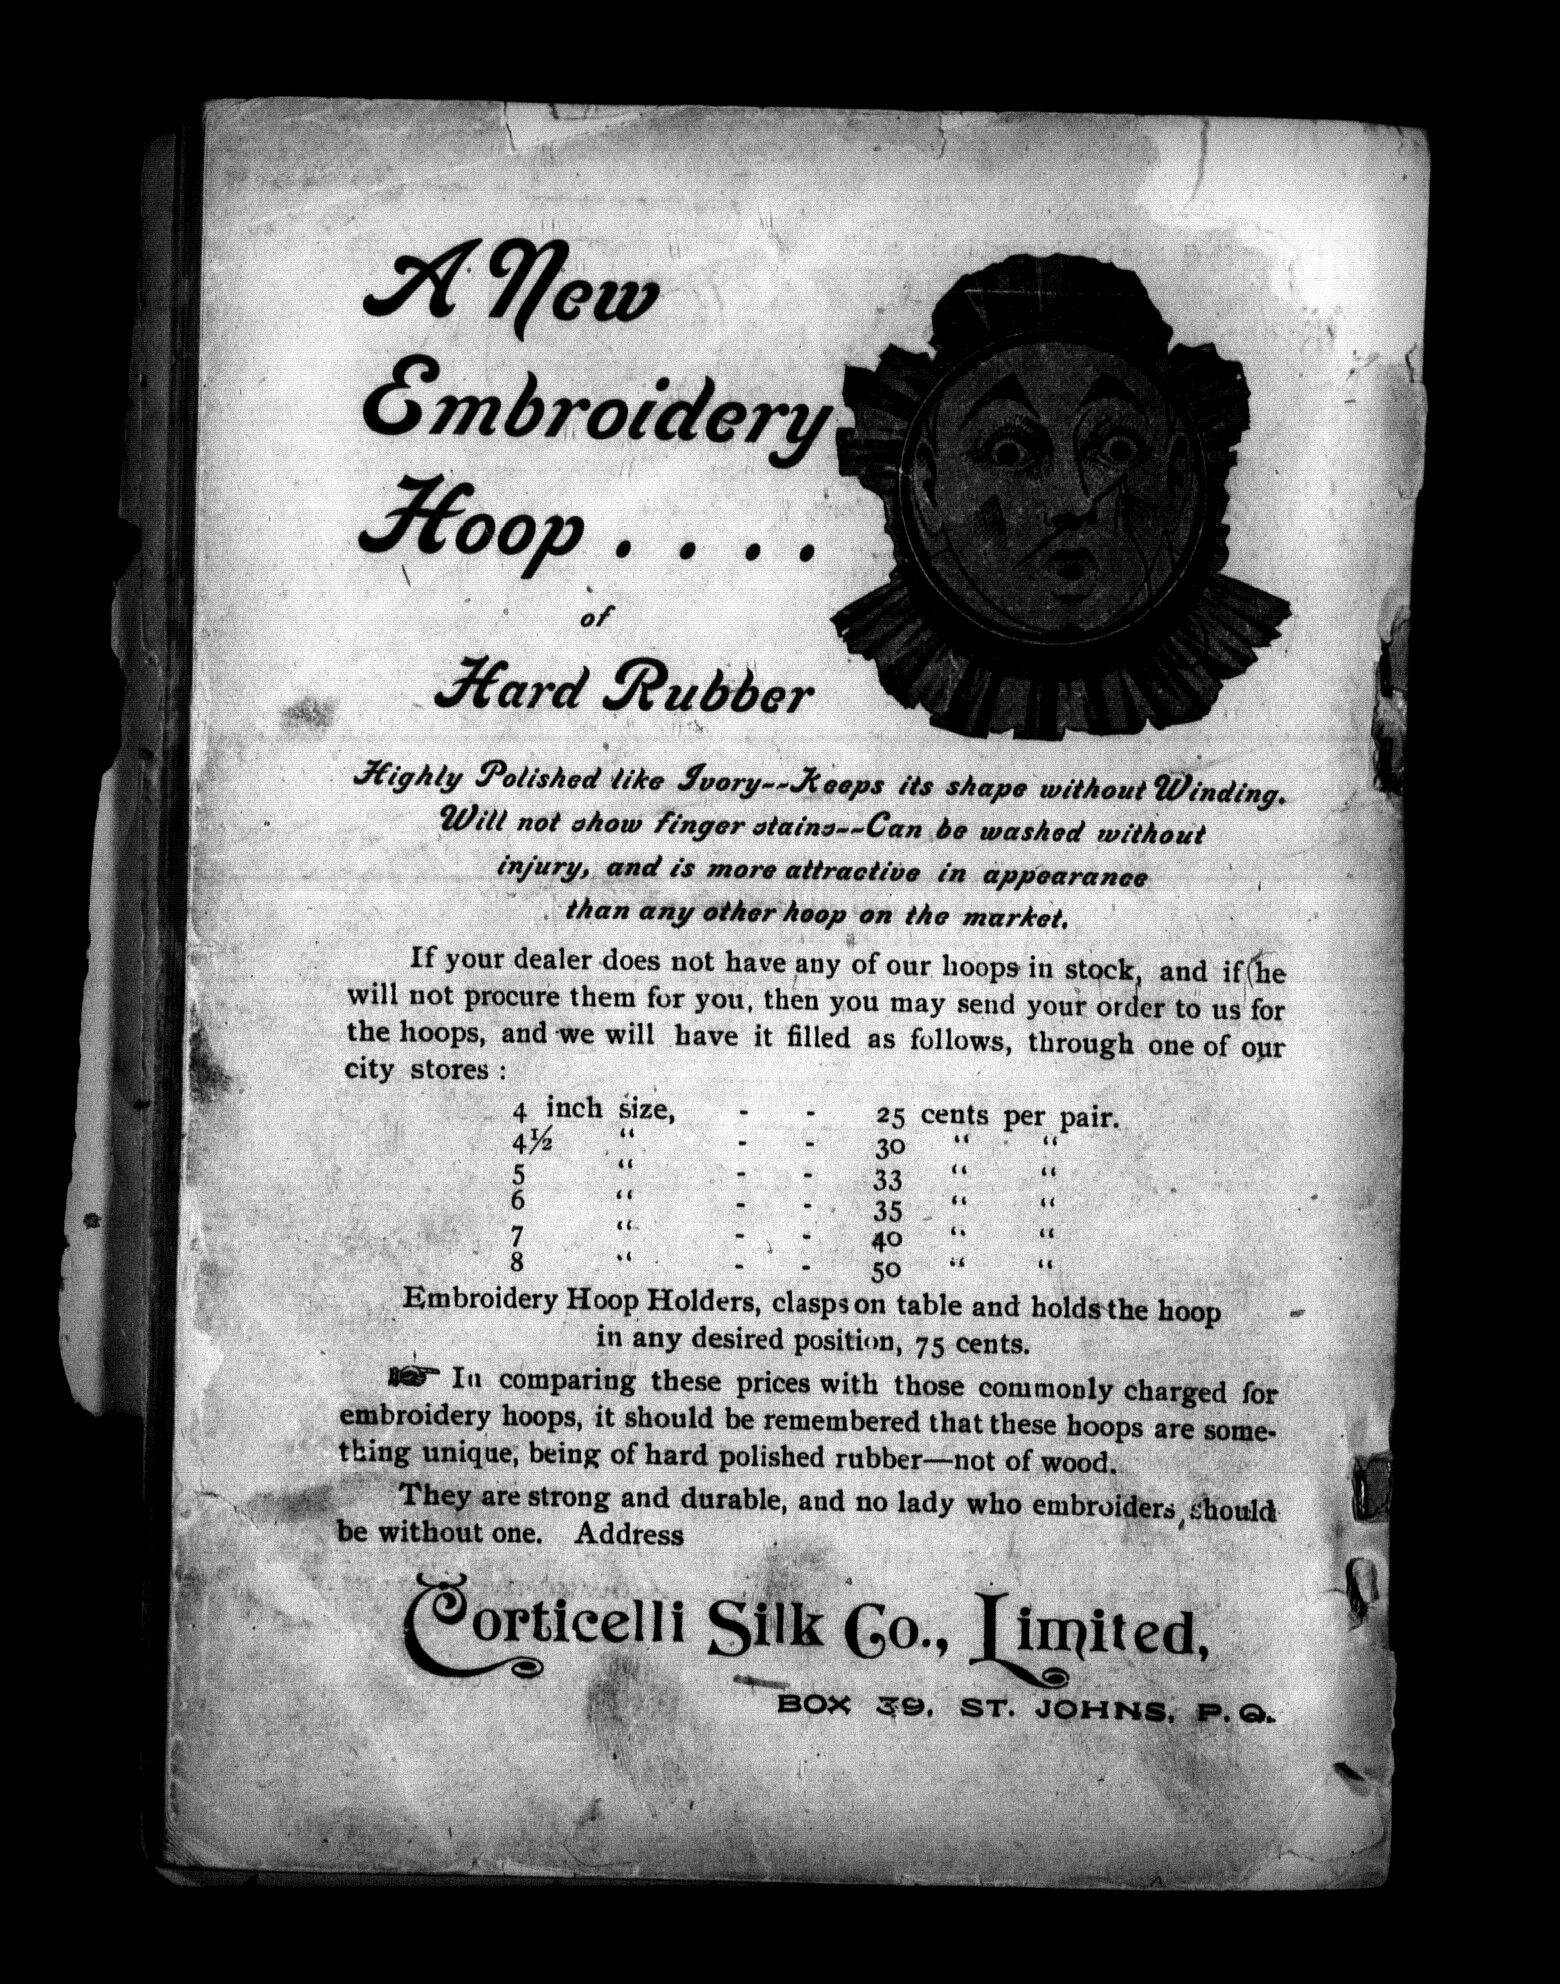 A New
Embroidery
Hoop . . . .
of
Hard Rubber
Highly Polished like Ivory--Keeps its shape without Winding.
Will not show finger stains--Can be washed without
injury, and is more attractive in appearance
than any other hoop on the market.
If your dealer does not have any of our hoops in stock, and if he
will not procure them for you, then you may send your order to us for
the hoops, and we will have it filled as follows, through one of our
city stores :
4 inch size, - - 25 cents per pair.
4½ “ - - 30 “ “
5 “ - - 33 “ “
6 “ - - 35 “ “
7 “ - - 40 “ “
8 “ - - 50 “ “
Embroidery Hoop Holders, clasps on table and holds the hoop
in any desired position, 75 cents.
☞ In comparing these prices with those commonly charged for
embroidery hoops, it should be remembered that these hoops are some-
thing unique, being of hard polished rubber—not of wood.
They are strong and durable, and no lady who embroiders should
be without one. Address
Corticelli Silk Co., Limited,
BOX 39, ST. JOHNS, P.Q.